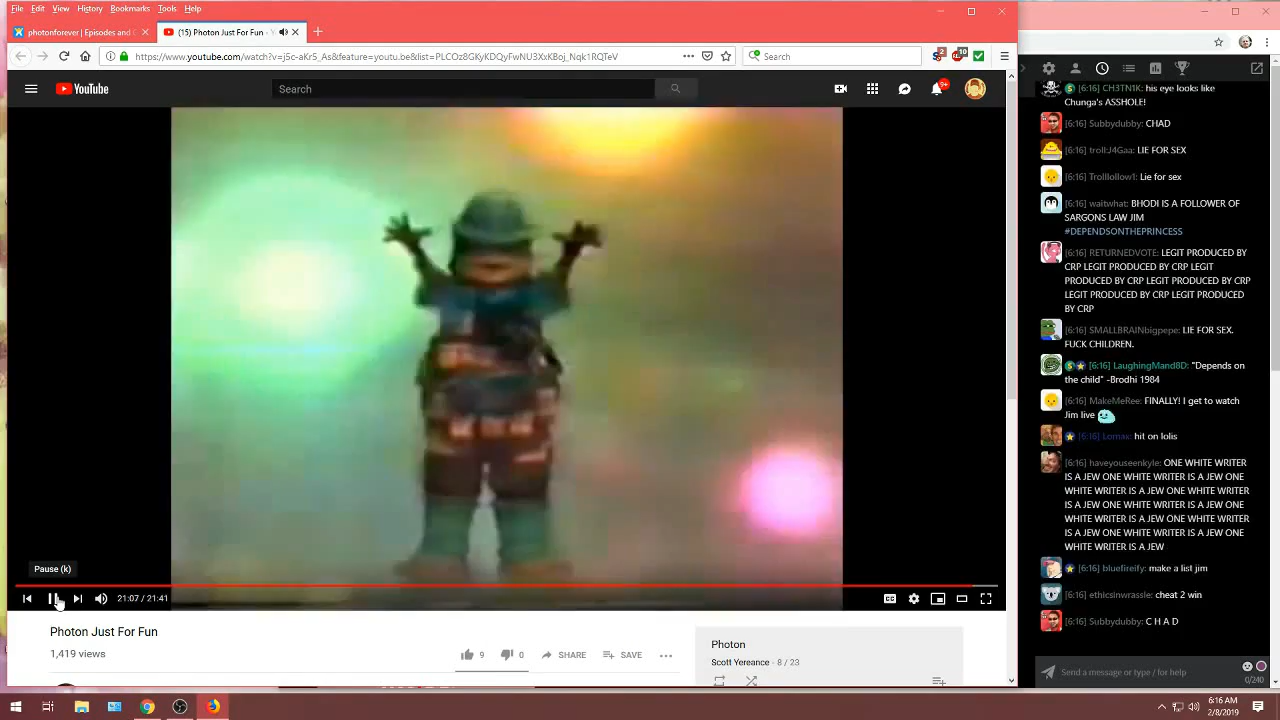 File Edit View History Bookmarks Tools Help
photonforever | Episodes and
(15) Photon Just For Fun - Y
https://www.youtube.com/watch?v=j5cxMr5_As&feature=youtu.be&list=PLCOz8GKyKDQyFwNU3XxKBoj_Nqk1RQTeV
Search
2
10
YouTube
Search
9+
Pause (k)
21:07 / 21:41
Photon Just For Fun
1,419 views
9
0
SHARE
SAVE
Photon
Scott Yereance - 8 / 23
[6:16] CH3TN1K: his eye looks like
Chunga's ASSHOLE!
[6:16] Subbydubby: CHAD
[6:16] troll:J4Gaa: LIE FOR SEX
[6:16] Trolllollow1: Lie for sex
[6:16] waitwhat: BHODI IS A FOLLOWER OF
SARGONS LAW JIM
#DEPENDSONTHEPRINCESS
[6:16] RETURNEDVOTE: LEGIT PRODUCED BY
CRP LEGIT PRODUCED BY CRP LEGIT
PRODUCED BY CRP LEGIT PRODUCED BY CRP
LEGIT PRODUCED BY CRP LEGIT PRODUCED
BY CRP
[6:16] SMALLBRAINbigpepe: LIE FOR SEX.
FUCK CHILDREN.
[6:16] LaughingMand8D: "Depends on
the child" -Brodhi 1984
[6:16] MakeMeRee: FINALLY! I get to watch
Jim live
[6:16] Lomax: hit on lolis
[6:16] haveyouseenkyle: ONE WHITE WRITER
IS A JEW ONE WHITE WRITER IS A JEW ONE
WHITE WRITER IS A JEW ONE WHITE WRITER
IS A JEW ONE WHITE WRITER IS A JEW ONE
WHITE WRITER IS A JEW ONE WHITE WRITER
IS A JEW ONE WHITE WRITER IS A JEW ONE
WHITE WRITER IS A JEW
[6:16] bluefireify: make a list jim
[6:16] ethicsinwrassle: cheat 2 win
[6:16] Subbydubby: C H A D
Send a message or type / for help
0/240
6:16 AM
2/8/2019